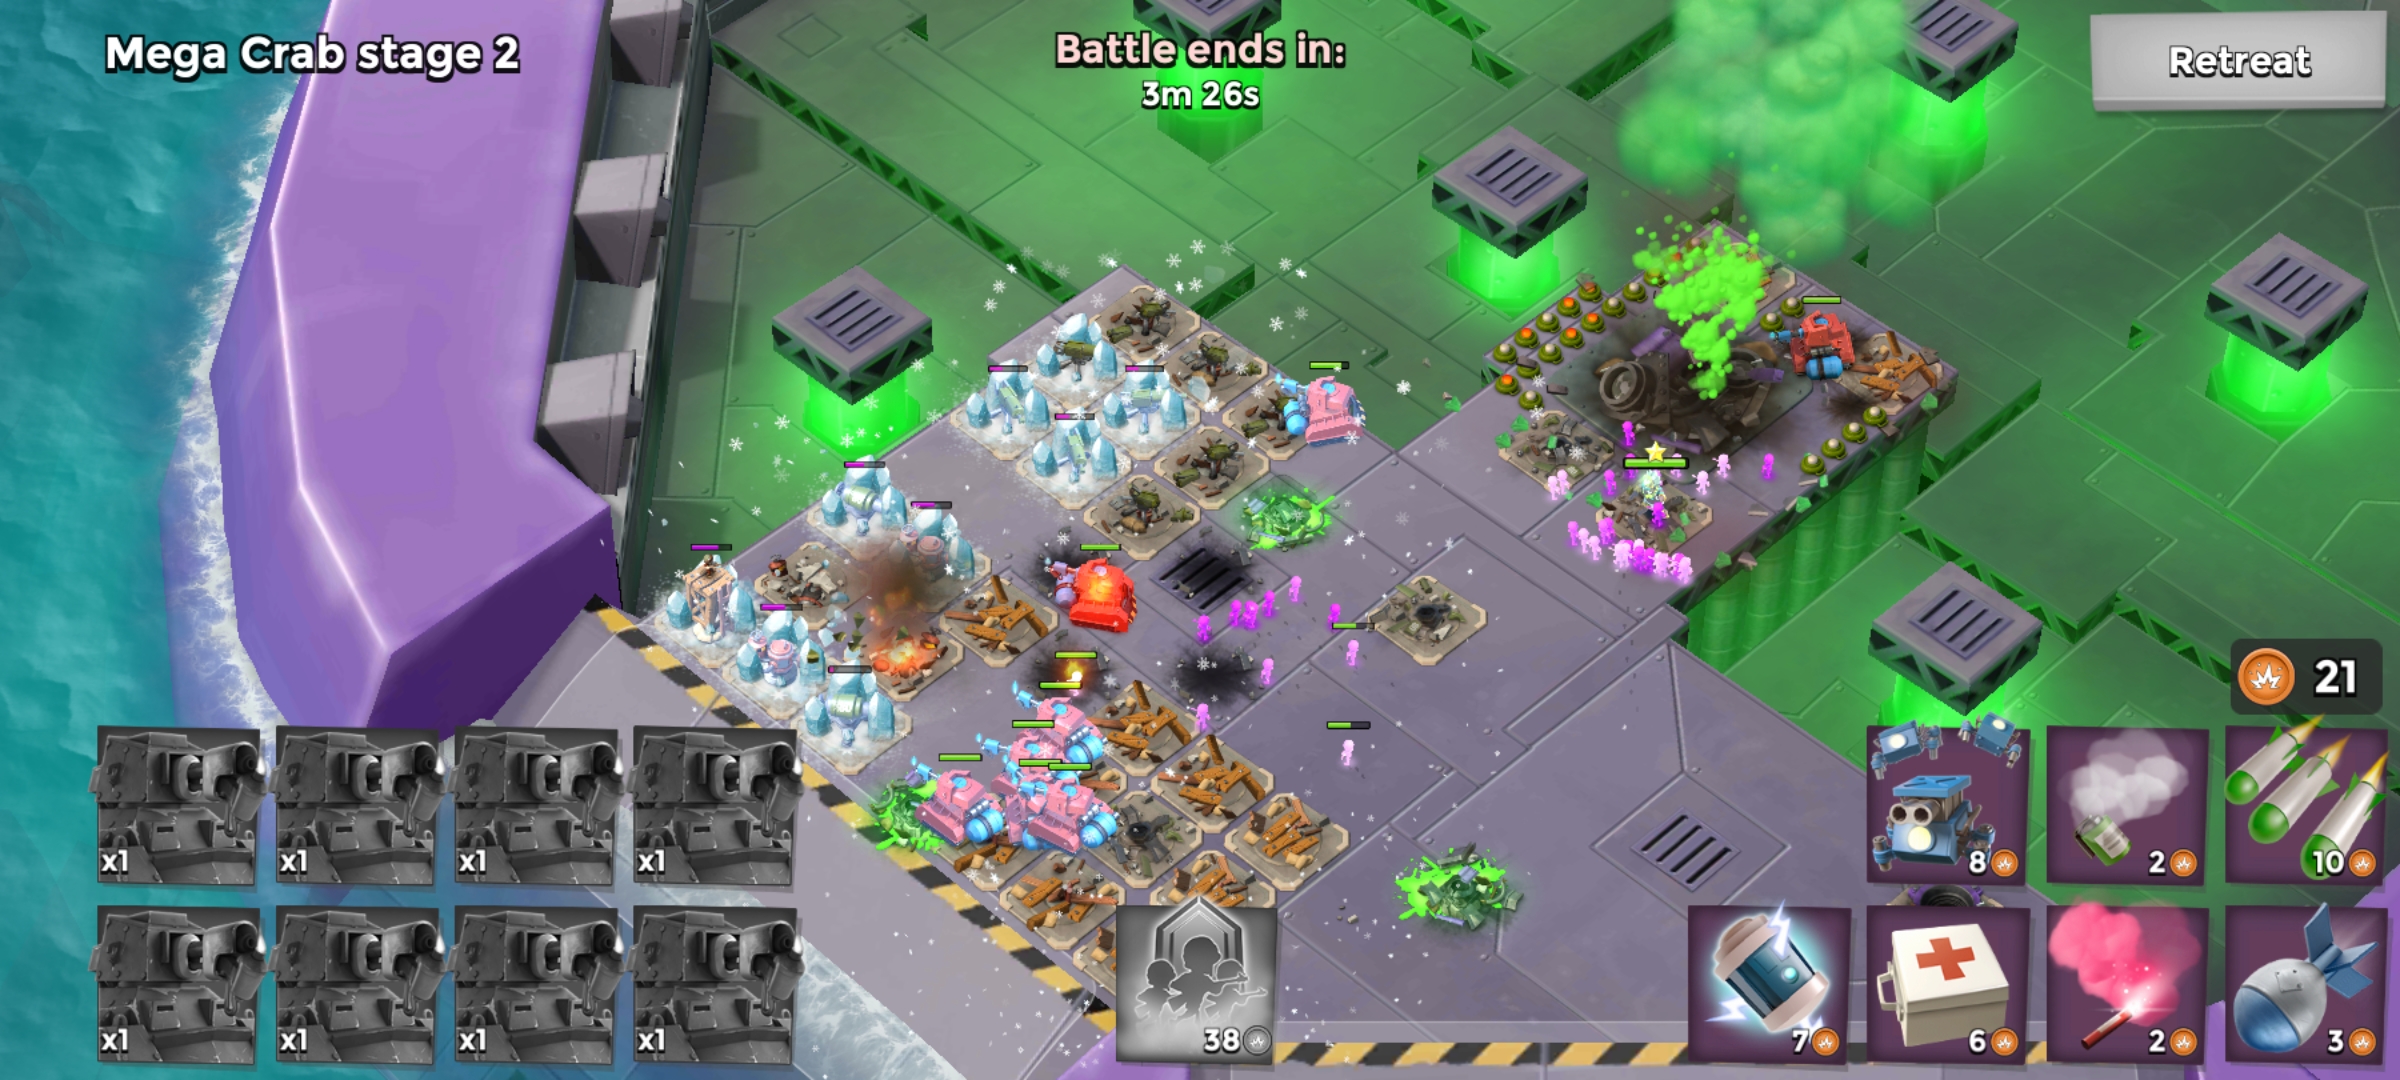 Mega Crab stage 2
Battle ends in:
3m 26s
Retreat
21
x1
x1
x1
x1
8
2
10
x1
x1
x1
x1
38
7
6
2
3